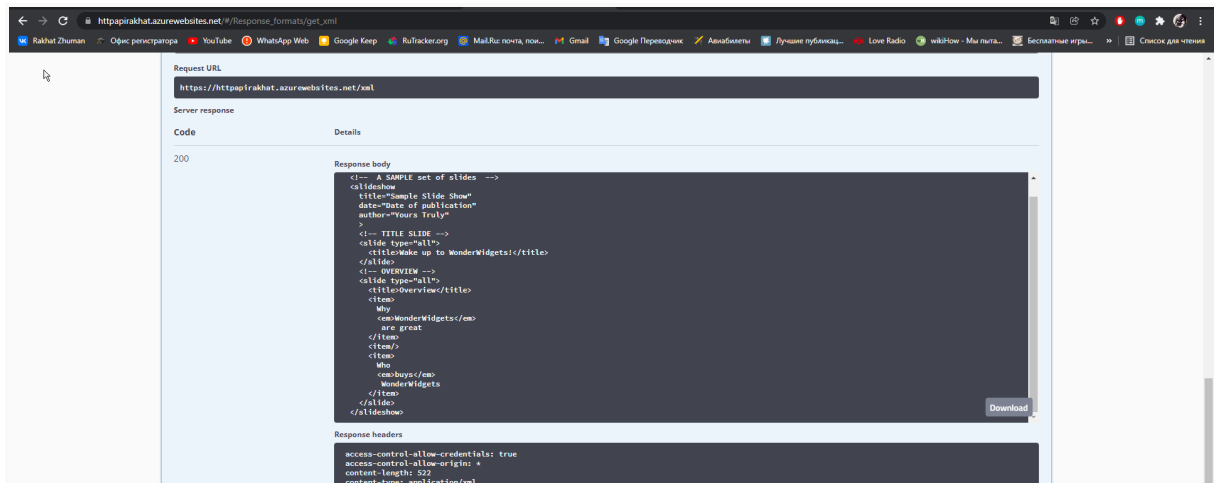 httpapirakhat.azurewebsites.net/#/Response_formats/get_xml
Rakhat Zhuman Офис регистратора YouTube WhatsApp Web Google Keep RuTracker.org Mail.Ru: почта, пои... Gmail Google Переводчик Авиабилеты Лучшие публикац... Love Radio wikiHow - Мы пыта... Бесплатные игры... » Список для чтения
Request URL
https://httpapirakhat.azurewebsites.net/xml
Server response
Code Details
200
Response body
<!--  A SAMPLE set of slides  -->
<slideshow
title="Sample Slide Show"
date="Date of publication"
author="Yours Truly"
>
<!-- TITLE SLIDE -->
<slide type="all">
<title>Wake up to WonderWidgets!</title>
</slide>
<!-- OVERVIEW -->
<slide type="all">
<title>Overview</title>
<item>
Why
<em>WonderWidgets</em>
are great
</item>
<item/>
<item>
Who
<em>buys</em>
WonderWidgets
</item>
</slide>
</slideshow>
Download
Response headers
access-control-allow-credentials: true
access-control-allow-origin: *
content-length: 522
content-type: application/xml